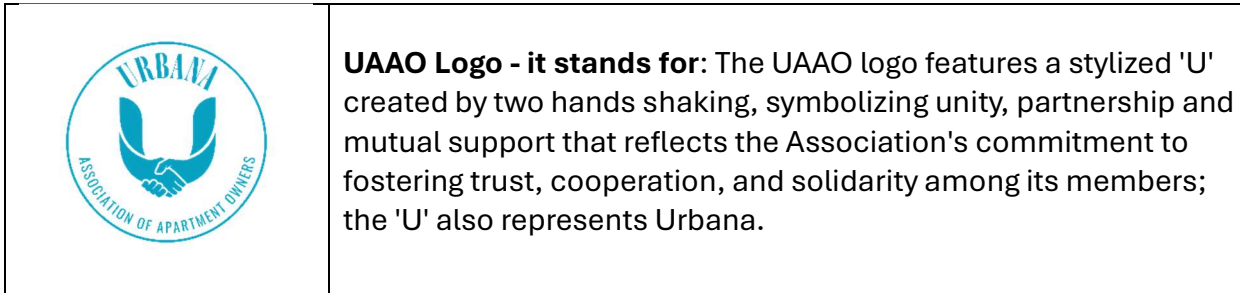 URBANA
ASSOCIATION OF APARTMENT OWNERS
UAAO Logo - it stands for: The UAAO logo features a stylized 'U'
created by two hands shaking, symbolizing unity, partnership and
mutual support that reflects the Association's commitment to
fostering trust, cooperation, and solidarity among its members;
the 'U' also represents Urbana.